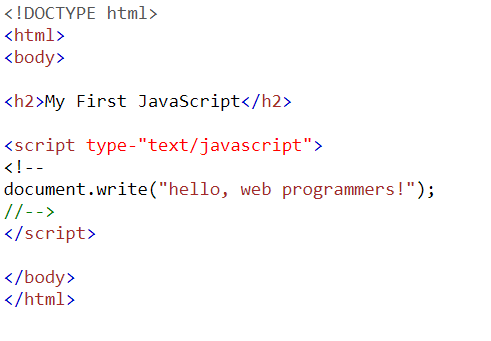 <!DOCTYPE html>
<html>
<body>
<h2>My First JavaScript</h2>
<script type-"text/javascript">
<!--
document.write("hello, web programmers!");
//-->
</script>
</body>
</html>